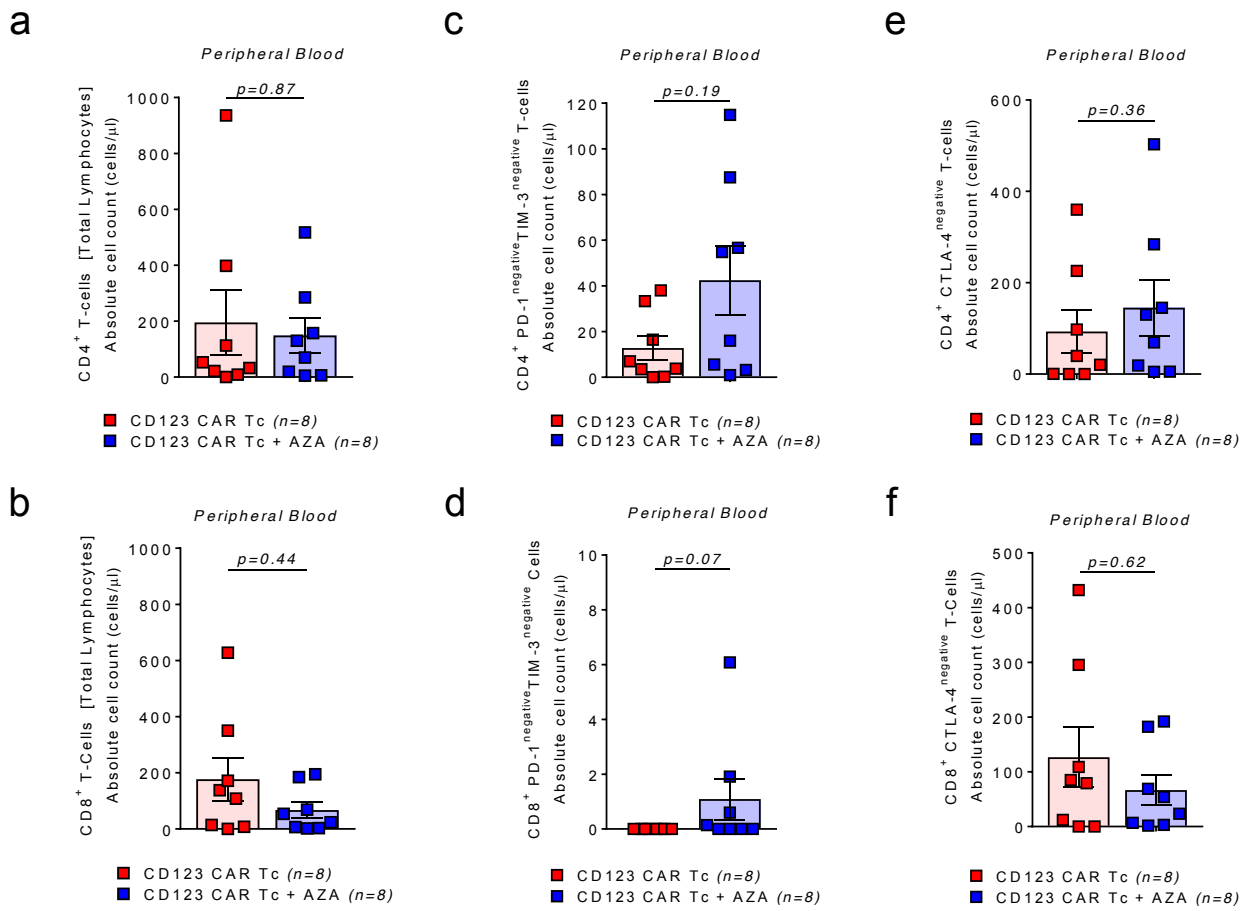 a
Peripheral Blood
p=0.87
CD4+ T-cells [Total Lymphocytes]
Absolute cell count (cells/µl)
1000
800
600
400
200
0
CD123 CAR Tc (n=8)
CD123 CAR Tc + AZA (n=8)
c
Peripheral Blood
p=0.19
CD4+ PD-1negativeTIM-3negative T-cells
Absolute cell count (cells/µl)
120
100
80
60
40
20
0
CD123 CAR Tc (n=8)
CD123 CAR Tc + AZA (n=8)
e
Peripheral Blood
p=0.36
CD4+ CTLA-4negative T-cells
Absolute cell count (cells/µl)
600
400
200
0
CD123 CAR Tc (n=8)
CD123 CAR Tc + AZA (n=8)
b
Peripheral Blood
p=0.44
CD8+ T-Cells [Total Lymphocytes]
Absolute cell count (cells/µl)
1000
800
600
400
200
0
CD123 CAR Tc (n=8)
CD123 CAR Tc + AZA (n=8)
d
Peripheral Blood
p=0.07
CD8+ PD-1negativeTIM-3negative Cells
Absolute cell count (cells/µl)
10
8
6
4
2
0
CD123 CAR Tc (n=8)
CD123 CAR Tc + AZA (n=8)
f
Peripheral Blood
p=0.62
CD8+ CTLA-4negative T-Cells
Absolute cell count (cells/µl)
500
400
300
200
100
0
CD123 CAR Tc (n=8)
CD123 CAR Tc + AZA (n=8)